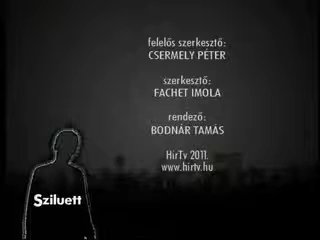 felelős szerkesztő:
CSERMELY PÉTER
szerkesztő:
FACHET IMOLA
rendező:
BODNÁR TAMÁS
HírTv 2011.
www.hirtv.hu
Sziluett